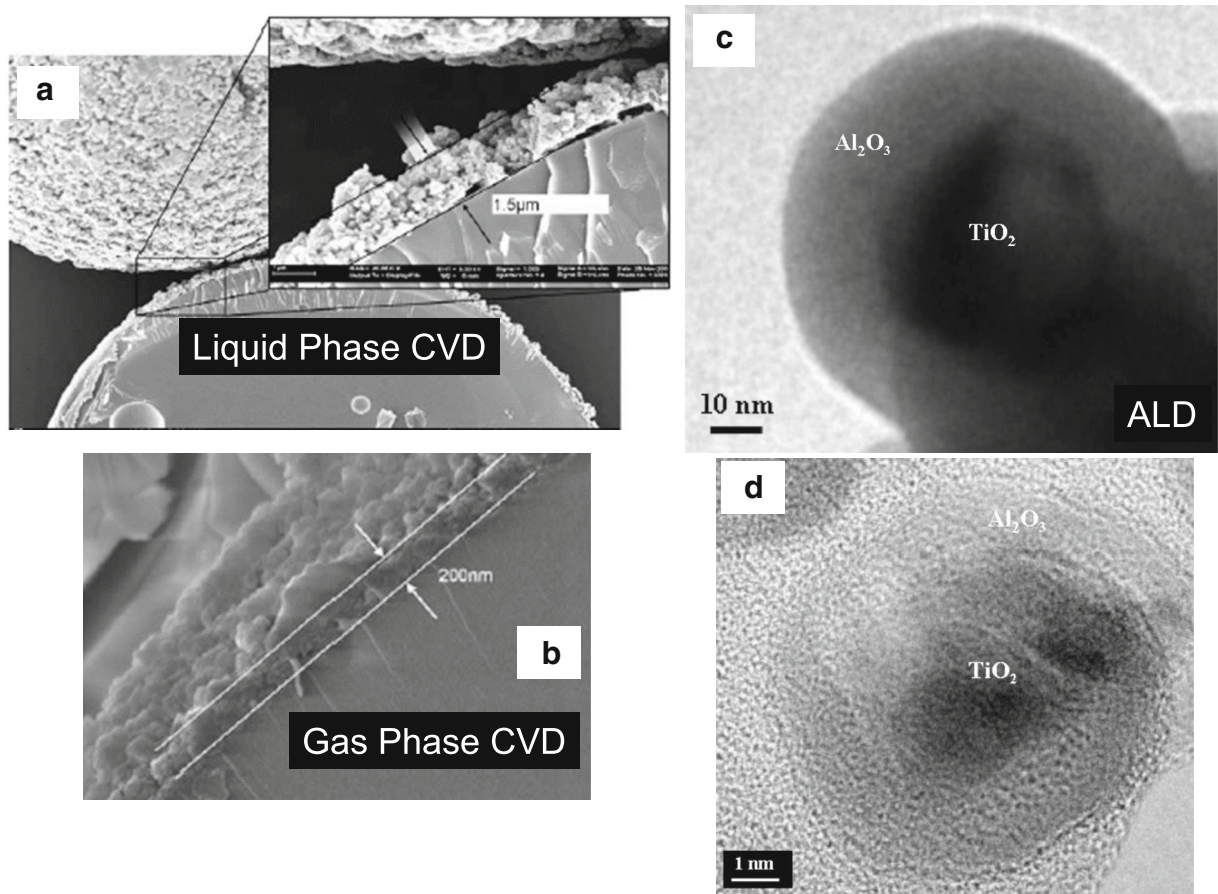 a
1.5µm
Liquid Phase CVD
b
200nm
Gas Phase CVD
c
Al₂O₃
TiO₂
10 nm
ALD
d
Al₂O₃
TiO₂
1 nm